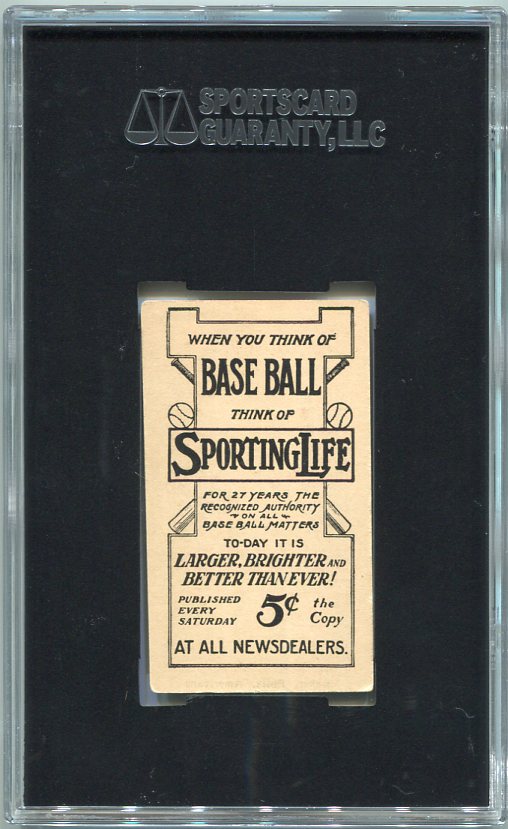 SPORTSCARD
GUARANTY, LLC
WHEN YOU THINK OF
BASE BALL
THINK OF
SPORTING LIFE
FOR 27 YEARS THE
RECOGNIZED AUTHORITY
ON ALL
BASE BALL MATTERS
TO-DAY IT IS
LARGER, BRIGHTER AND
BETTER THAN EVER!
PUBLISHED
EVERY
SATURDAY
5¢
the
Copy
AT ALL NEWSDEALERS.